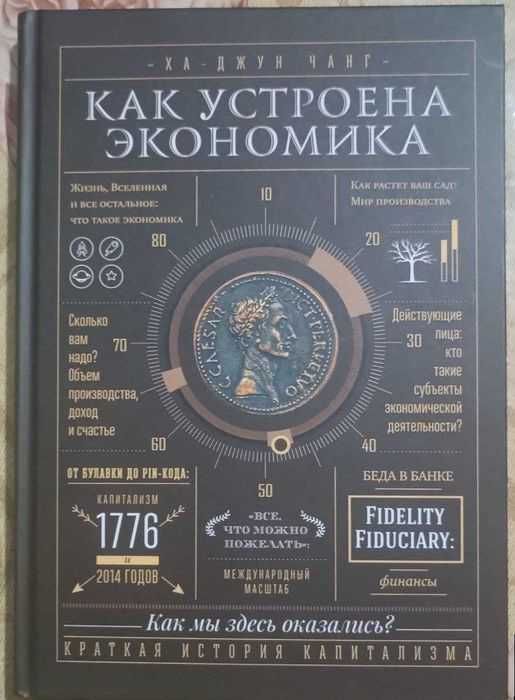 ХА-ДЖУН ЧАНГ
КАК УСТРОЕНА
ЭКОНОМИКА
Жизнь, Вселенная
и все остальное:
что такое экономика
Как растет ваш сад?
Мир производства
10
80
20
Сколько
вам
надо?
Объем
производства,
доход
и счастье
70
CAESAR DICT PERPETVO
30
Действующие
лица:
кто
такие
субъекты
экономической
деятельности?
60
40
50
ОТ БУЛАВКИ ДО PIN-КОДА:
КАПИТАЛИЗМ
1776
и
2014 ГОДОВ
«ВСЕ,
ЧТО МОЖНО
ПОЖЕЛАТЬ»:
МЕЖДУНАРОДНЫЙ
МАСШТАБ
БЕДА В БАНКЕ
FIDELITY
FIDUCIARY:
финансы
Как мы здесь оказались?
КРАТКАЯ ИСТОРИЯ КАПИТАЛИЗМА